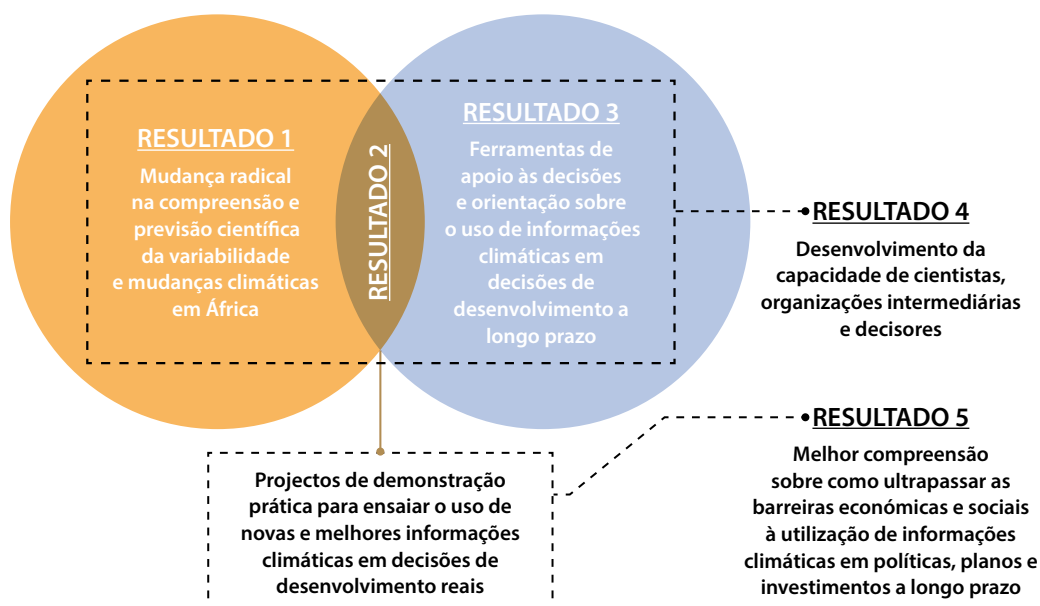 RESULTADO 1
Mudança radical
na compreensão e
previsão científica
da variabilidade
e mudanças climáticas
em África
RESULTADO 2
RESULTADO 3
Ferramentas de
apoio às decisões
e orientação sobre
o uso de informações
climáticas em
decisões de
desenvolvimento a
longo prazo
RESULTADO 4
Desenvolvimento da
capacidade de cientistas,
organizações intermediárias
e decisores
Projectos de demonstração
prática para ensaiar o uso de
novas e melhores informações
climáticas em decisões de
desenvolvimento reais
RESULTADO 5
Melhor compreensão
sobre como ultrapassar as
barreiras económicas e sociais
à utilização de informações
climáticas em políticas, planos e
investimentos a longo prazo